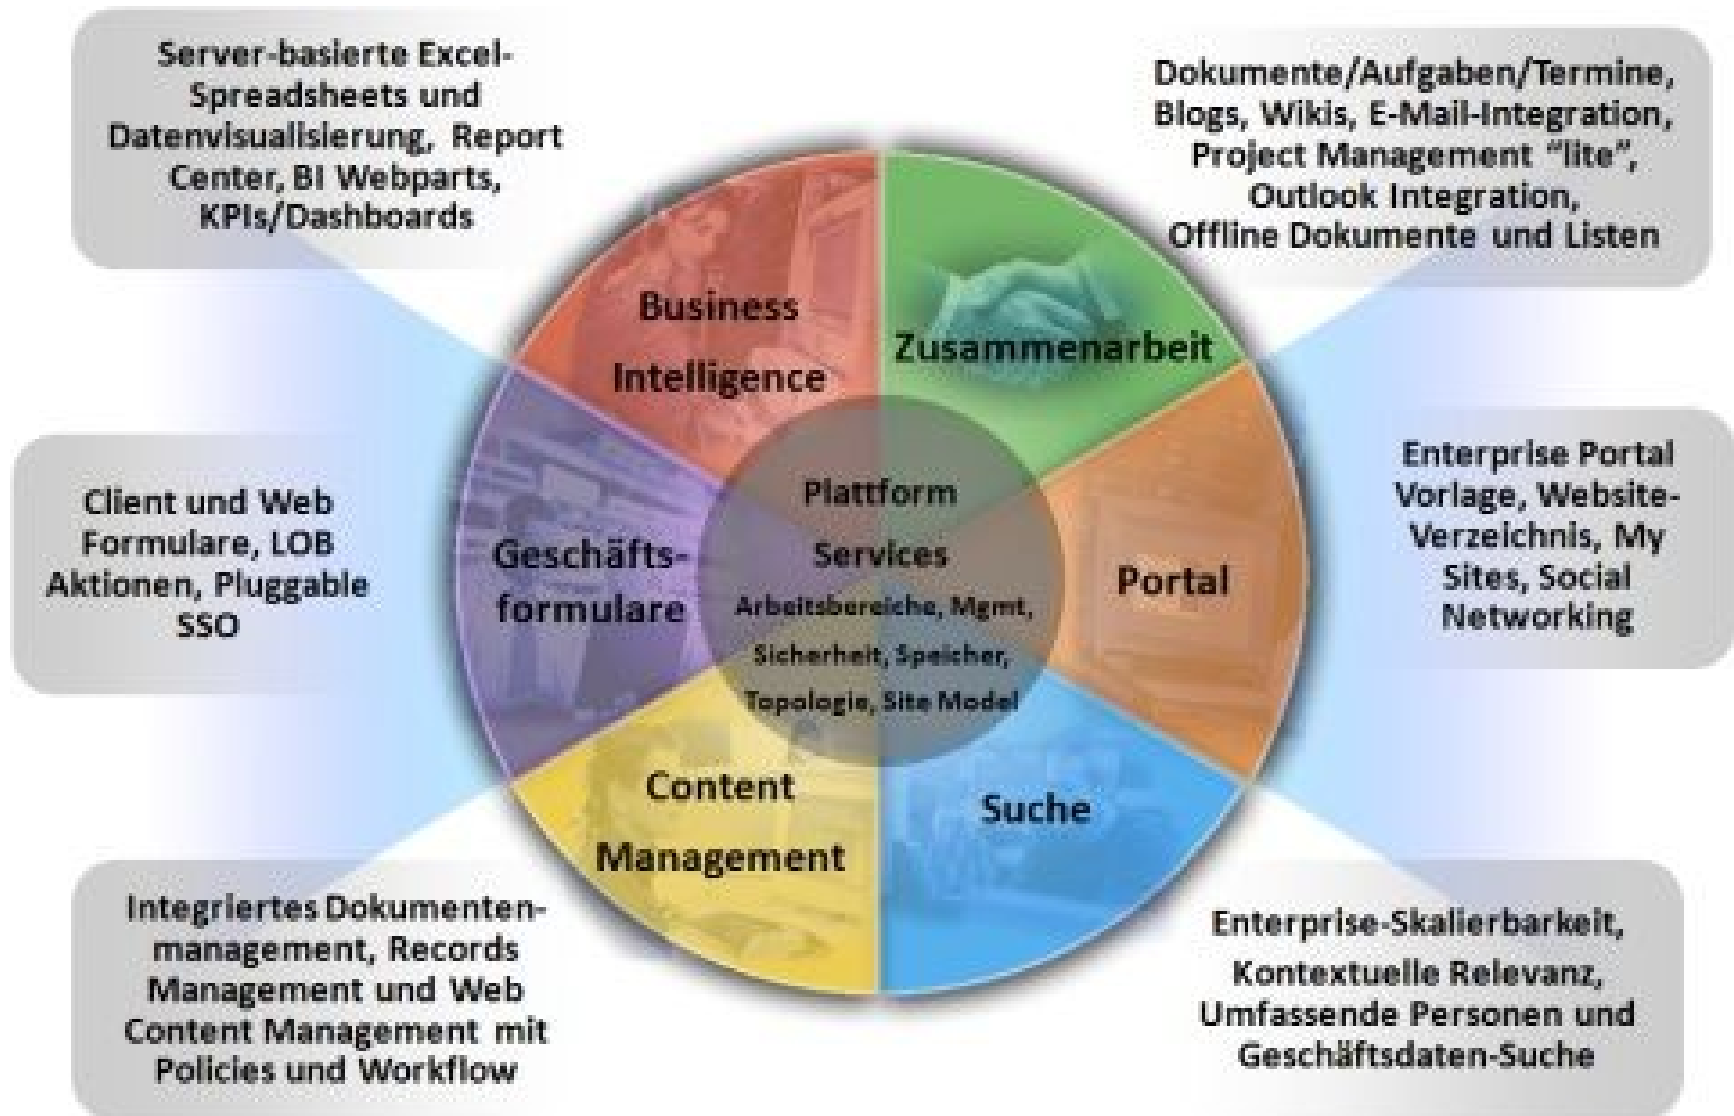 Server-basierte Excel-
Spreadsheets und
Datenvisualisierung, Report
Center, BI Webparts,
KPIs/Dashboards
Dokumente/Aufgaben/Termine,
Blogs, Wikis, E-Mail-Integration,
Project Management “lite”,
Outlook Integration,
Offline Dokumente und Listen
Business
Intelligence
Zusammenarbeit
Client und Web
Formulare, LOB
Aktionen, Pluggable
SSO
Geschäfts-
formulare
Plattform
Services
Arbeitsbereiche, Mgmt,
Sicherheit, Speicher,
Topologie, Site Model
Portal
Enterprise Portal
Vorlage, Website-
Verzeichnis, My
Sites, Social
Networking
Content
Management
Suche
Integriertes Dokumenten-
management, Records
Management und Web
Content Management mit
Policies und Workflow
Enterprise-Skalierbarkeit,
Kontextuelle Relevanz,
Umfassende Personen und
Geschäftsdaten-Suche